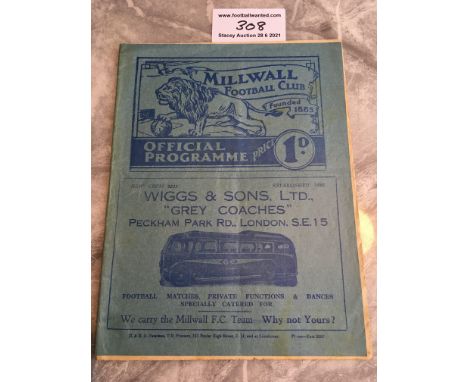 www.footballwanted.com
308
Stacey Auction 28 6 2021
MILLWALL
FOOTBALL CLUB
Founded
1885
OFFICIAL
PROGRAMME
PRICE
1D.
ESTABLISHED
WIGGS & SONS, LTD.,
"GREY COACHES"
PECKHAM PARK RD., LONDON, S.E.15
FOOTBALL MATCHES, PRIVATE FUNCTIONS & DANCES
SPECIALLY CATERED FOR.
We carry the Millwall F.C. Team Why not Yours?